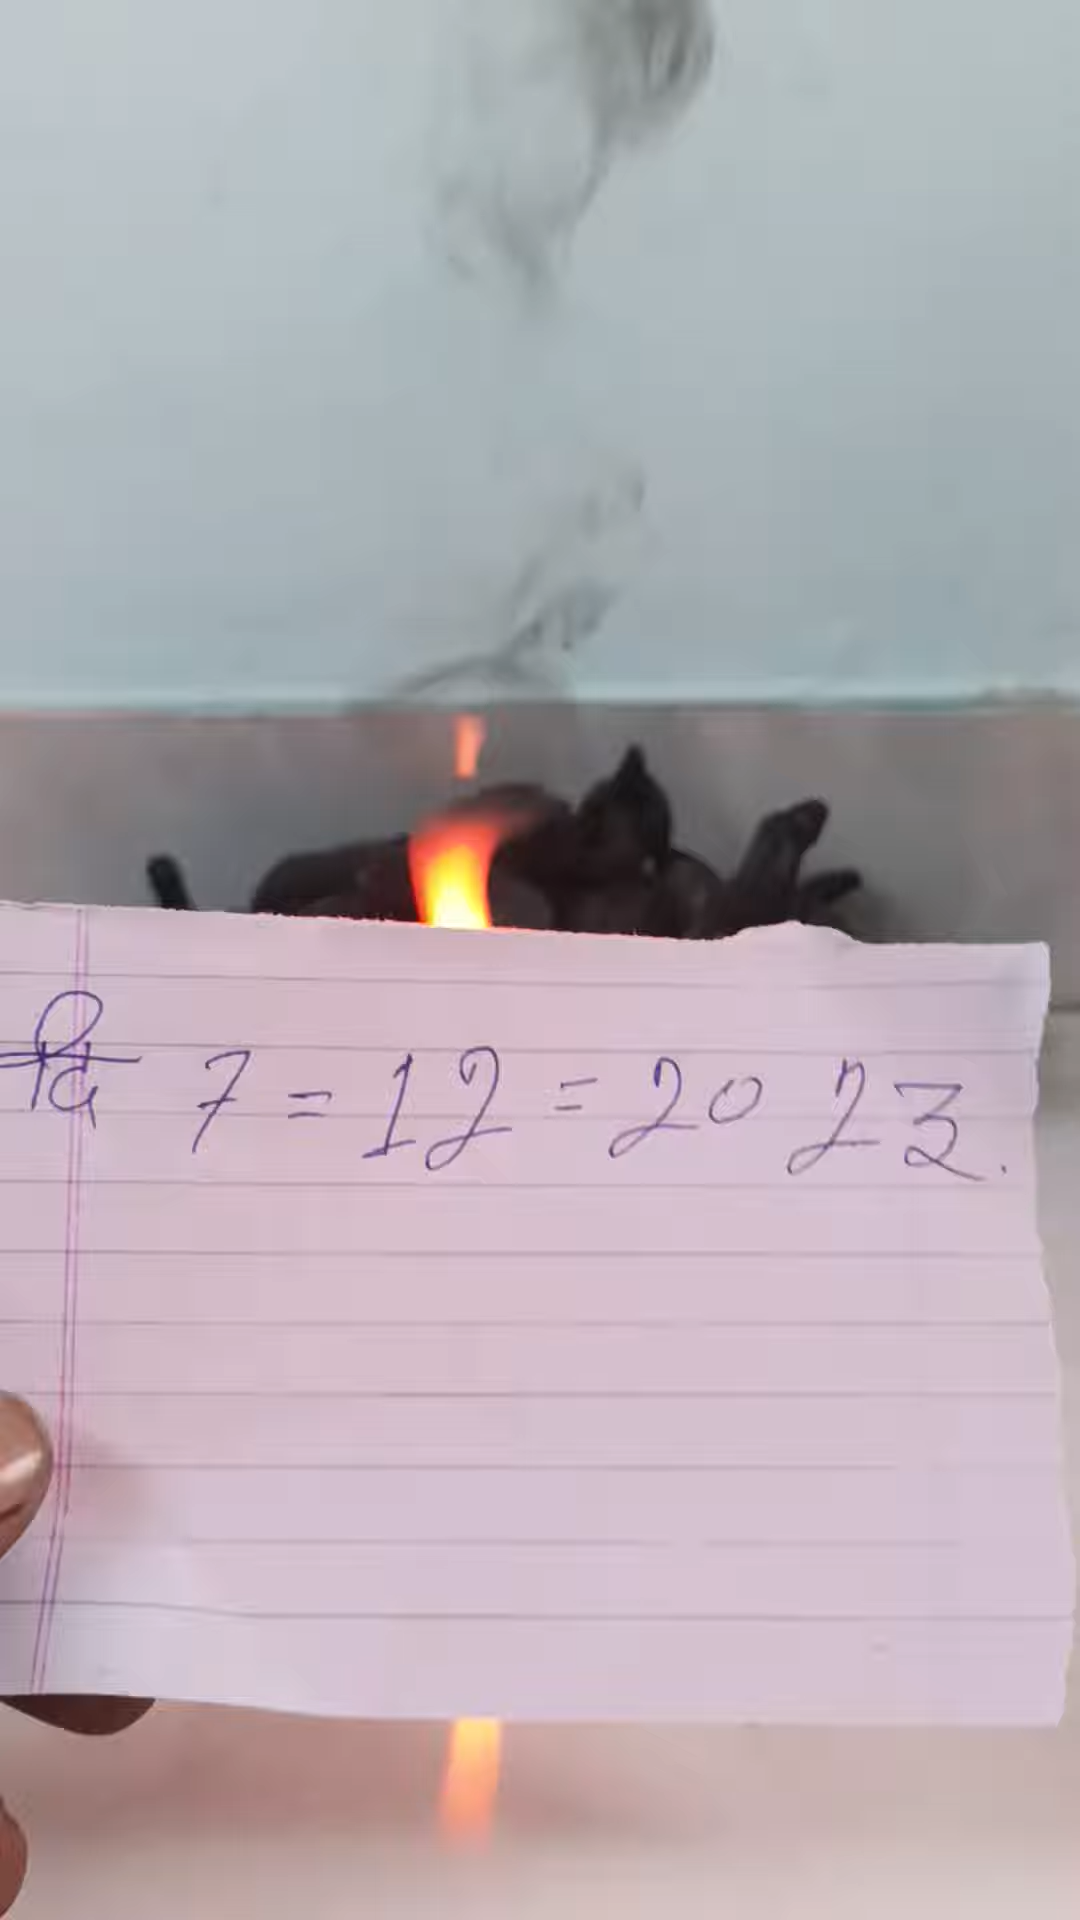 7 = 12 = 2023.